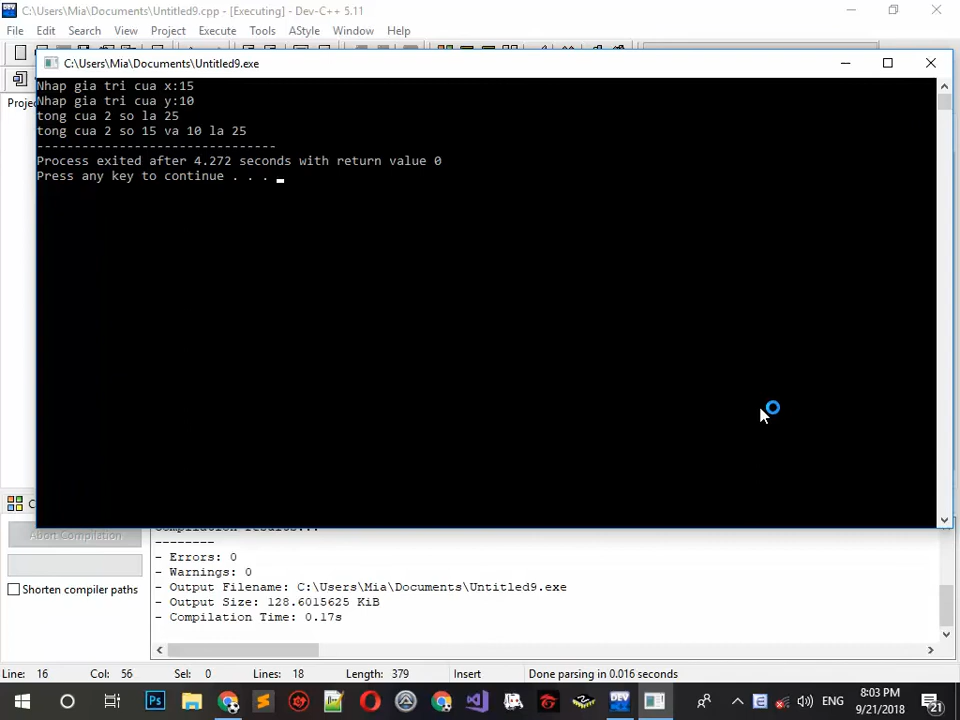 C:\Users\Mia\Documents\Untitled9.cpp - [Executing] - Dev-C++ 5.11
File Edit Search View Project Execute Tools AStyle Window Help
C:\Users\Mia\Documents\Untitled9.exe
Nhap gia tri cua x:15
Nhap gia tri cua y:10
tong cua 2 so la 25
tong cua 2 so 15 va 10 la 25
--------------------------------
Process exited after 4.272 seconds with return value 0
Press any key to continue . . .
Abort Compilation
Shorten compiler paths
Compilation results...
--------
- Errors: 0
- Warnings: 0
- Output Filename: C:\Users\Mia\Documents\Untitled9.exe
- Output Size: 128.6015625 KiB
- Compilation Time: 0.17s
Line: 16 Col: 56 Sel: 0 Lines: 18 Length: 379 Insert Done parsing in 0.016 seconds
ENG
8:03 PM
9/21/2018
21